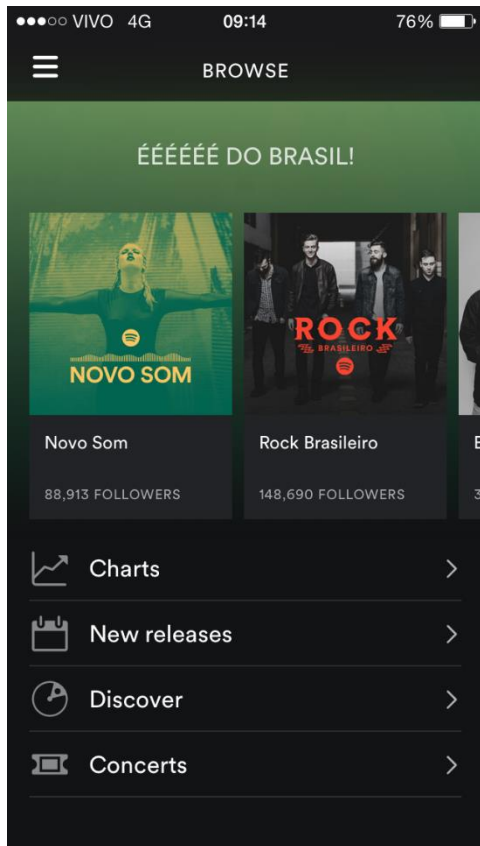 VIVO 4G 09:14 76%
BROWSE
ÉÉÉÉÉÉ DO BRASIL!
NOVO SOM
ROCK
BRASILEIRO
Novo Som
Rock Brasileiro
88,913 FOLLOWERS
148,690 FOLLOWERS
Charts
New releases
Discover
Concerts